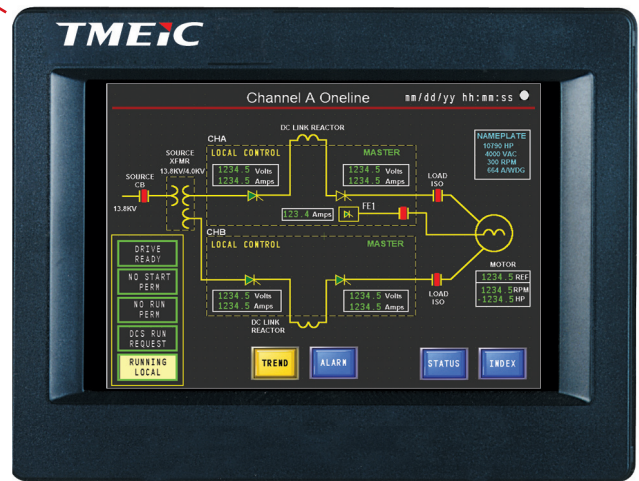 TMEIC
Channel A Oneline
mm/dd/yy hh:mm:ss
DC LINK REACTOR
CHA
LOCAL CONTROL
MASTER
NAMEPLATE
10790 HP
4000 VAC
300 RPM
664 A/WDG
SOURCE
XFMR
13.8KV/4.0KV
SOURCE
CB
13.8KV
1234.5 Volts
1234.5 Amps
1234.5 Volts
1234.5 Amps
LOAD
ISO
123.4 Amps
FE1
CHB
LOCAL CONTROL
MASTER
DRIVE
READY
NO START
PERM
NO RUN
PERM
DCS RUN
REQUEST
RUNNING
LOCAL
1234.5 Volts
1234.5 Amps
1234.5 Volts
1234.5 Amps
DC LINK
REACTOR
LOAD
ISO
MOTOR
1234.5 REF
1234.5 RPM
-1234.5 HP
TREND
ALARM
STATUS
INDEX